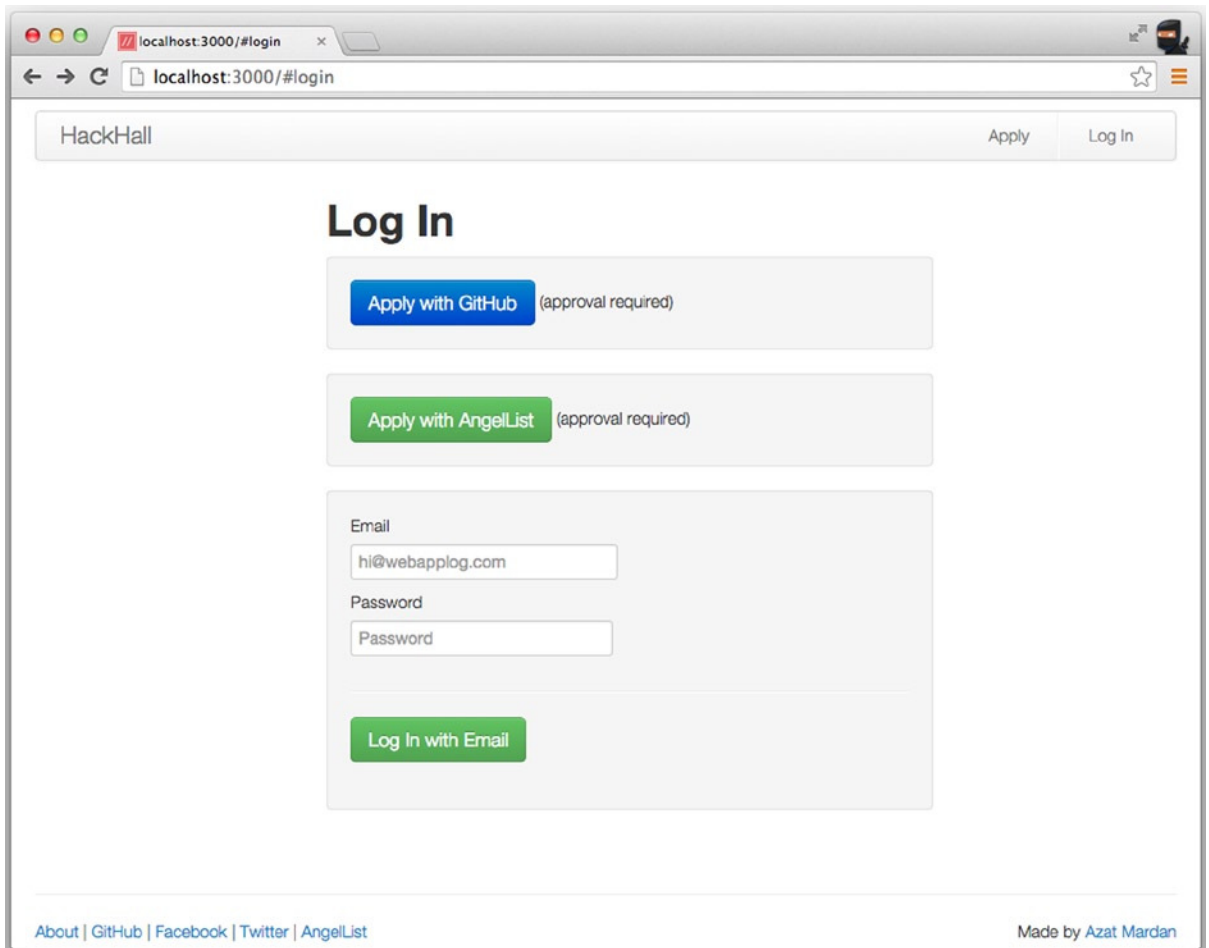 localhost:3000/#login
localhost:3000/#login
HackHall
Apply
Log In
Log In
Apply with GitHub (approval required)
Apply with AngelList (approval required)
Email
hi@webapplog.com
Password
Password
Log In with Email
About | GitHub | Facebook | Twitter | AngelList
Made by Azat Mardan